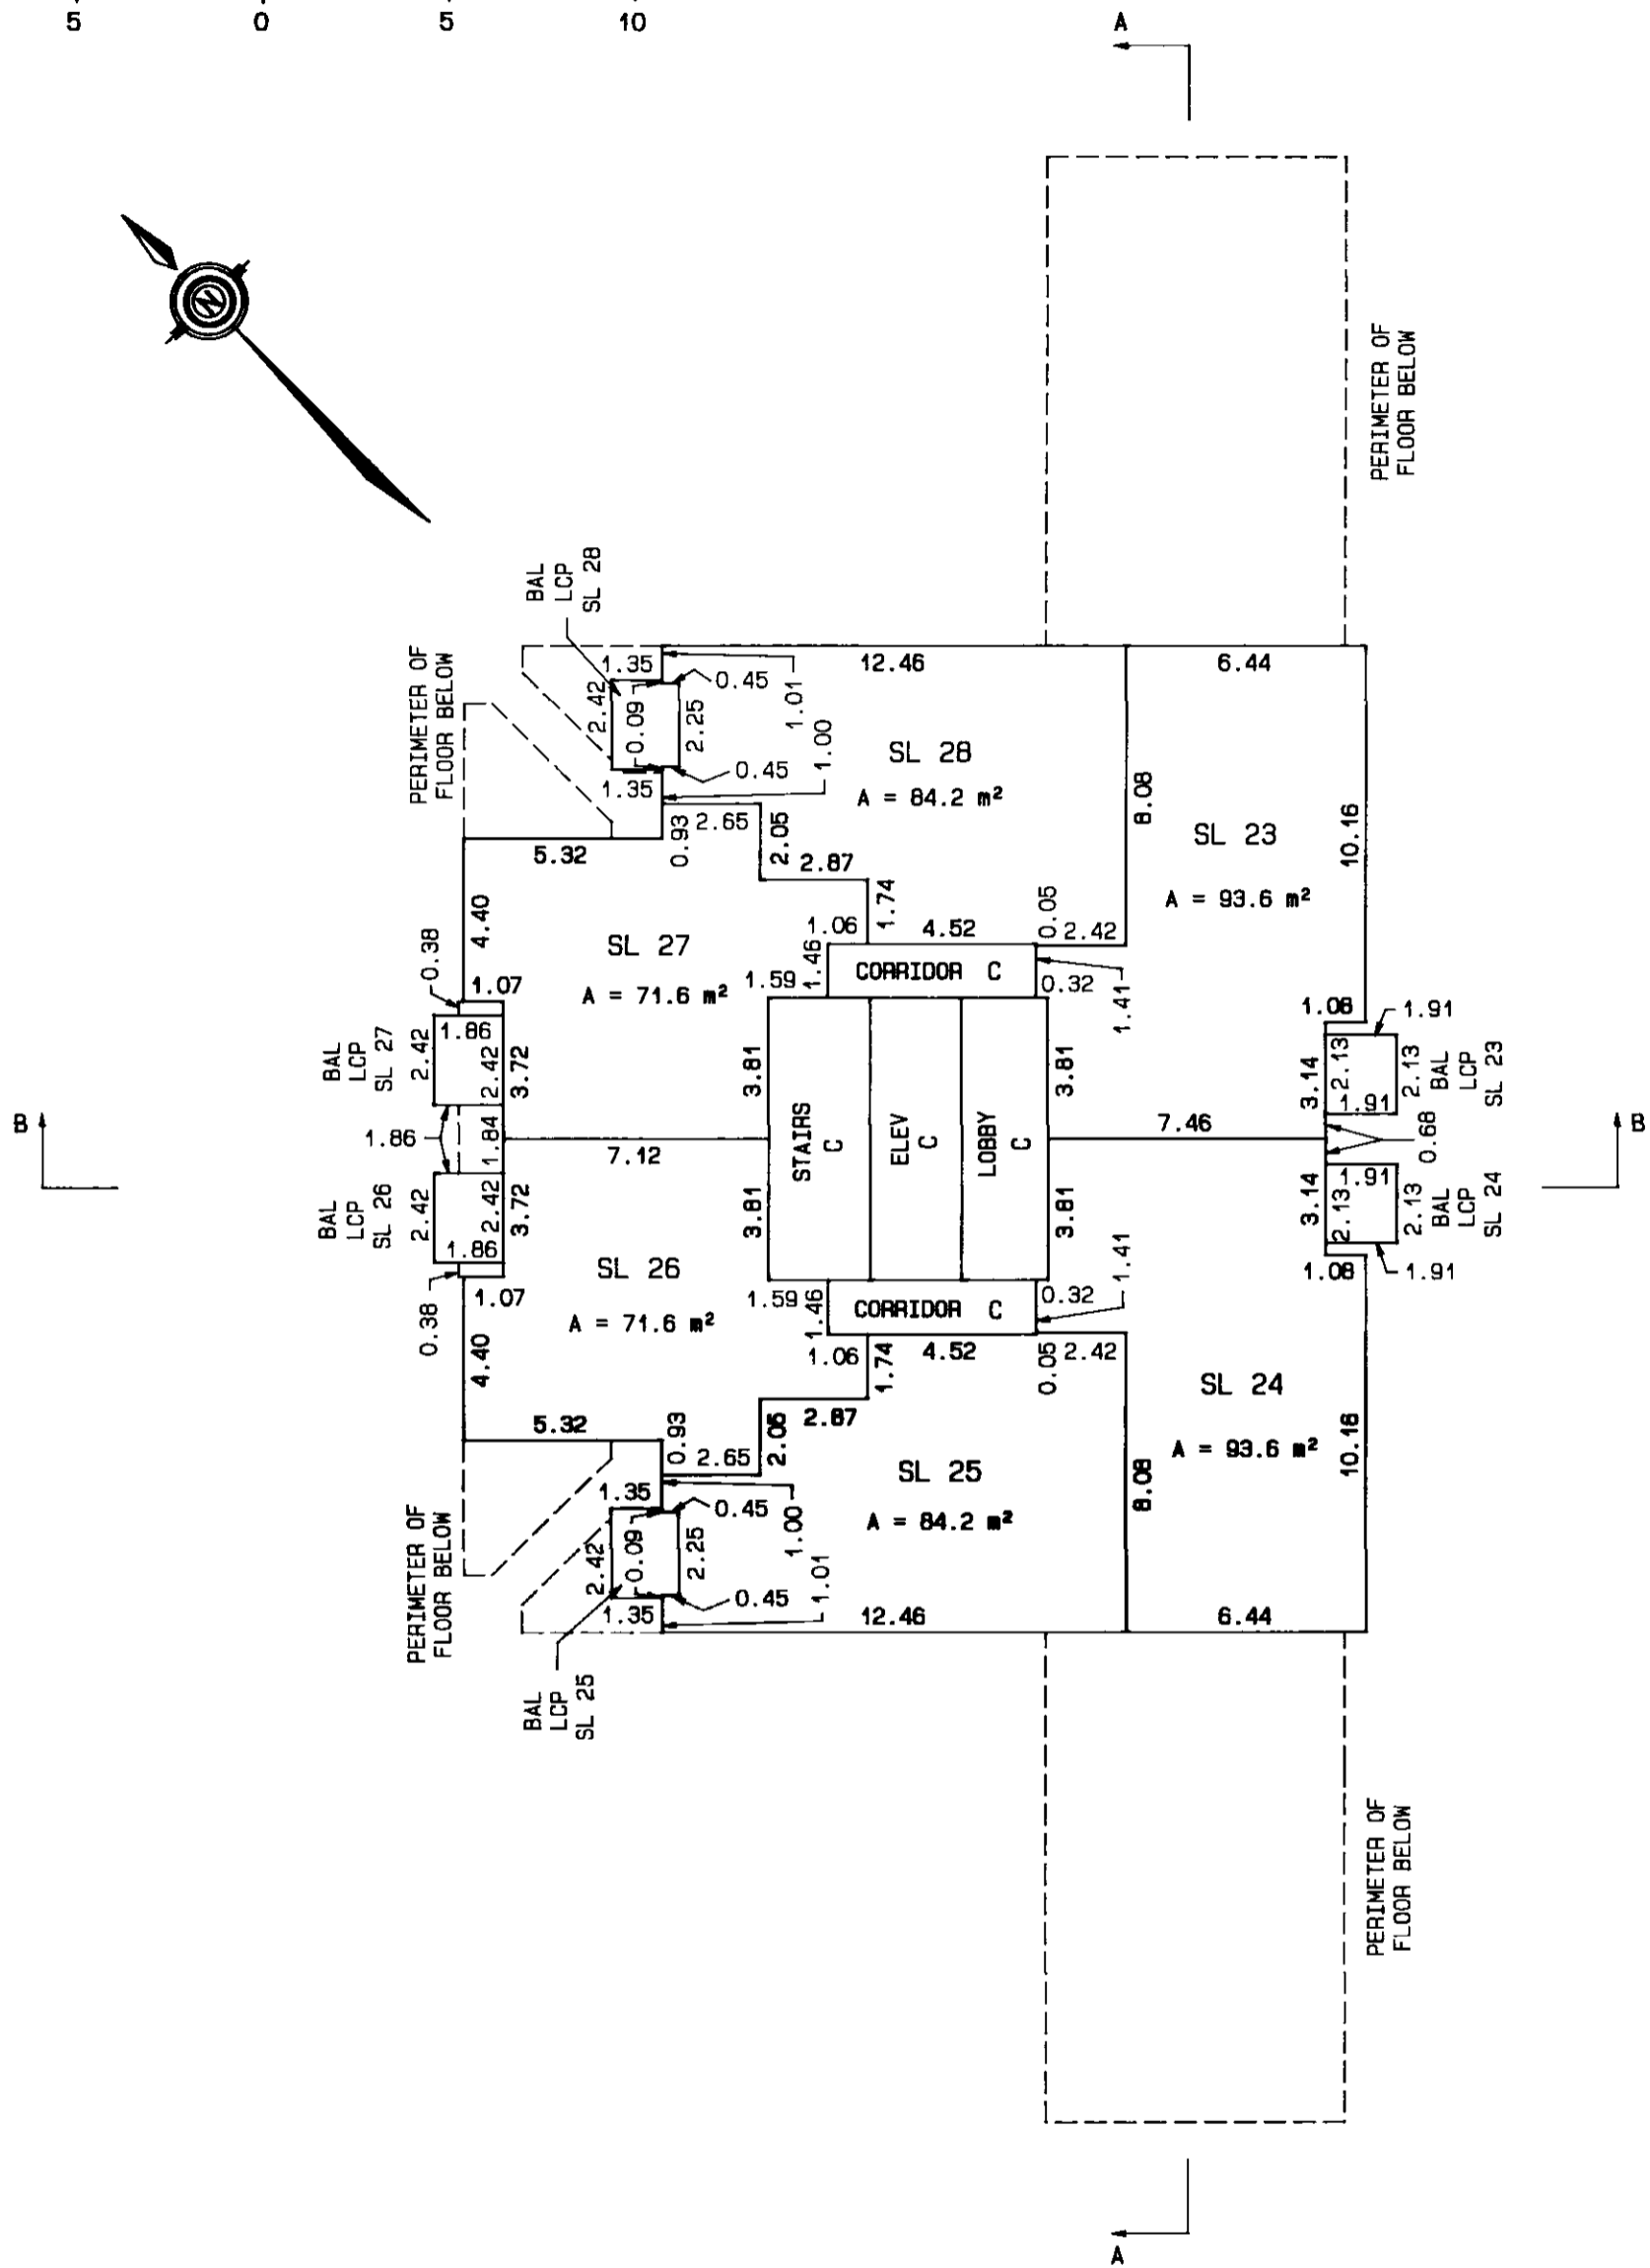 5 0 5 10
A
N
PERIMETER OF
FLOOR BELOW
BAL
LCP
SL 28
PERIMETER OF
FLOOR BELOW
1.35
12.46
6.44
0.45
1.01
2.42
0.09
2.25
1.00
SL 28
0.45
1.35
A = 84.2 m²
8.08
SL 23
10.16
0.93
2.65
2.05
5.32
2.87
A = 93.6 m²
4.40
1.74
0.05
0.38
SL 27
1.06
4.52
2.42
1.46
CORRIDOR C
1.07
A = 71.6 m²
1.59
0.32
1.41
1.08
1.91
BAL
LCP
SL 27
2.42
1.86
2.42
3.72
3.81
3.81
3.14
2.13
1.91
2.13
BAL
LCP
SL 23
B
1.86
1.84
7.12
STAIRS
C
ELEV
C
LOBBY
C
7.46
0.68
B
BAL
LCP
SL 26
2.42
1.86
2.42
3.72
3.81
3.81
3.14
2.13
1.91
2.13
BAL
LCP
SL 24
SL 26
1.41
1.08
1.91
0.38
1.07
1.59
1.46
CORRIDOR C
0.32
A = 71.6 m²
4.40
1.06
1.74
4.52
0.05
2.42
SL 24
5.32
0.93
2.65
2.05
2.87
A = 93.6 m²
10.16
SL 25
8.08
1.35
0.45
1.00
A = 84.2 m²
PERIMETER OF
FLOOR BELOW
2.42
0.09
2.25
1.01
0.45
1.35
12.46
6.44
BAL
LCP
SL 25
PERIMETER OF
FLOOR BELOW
A